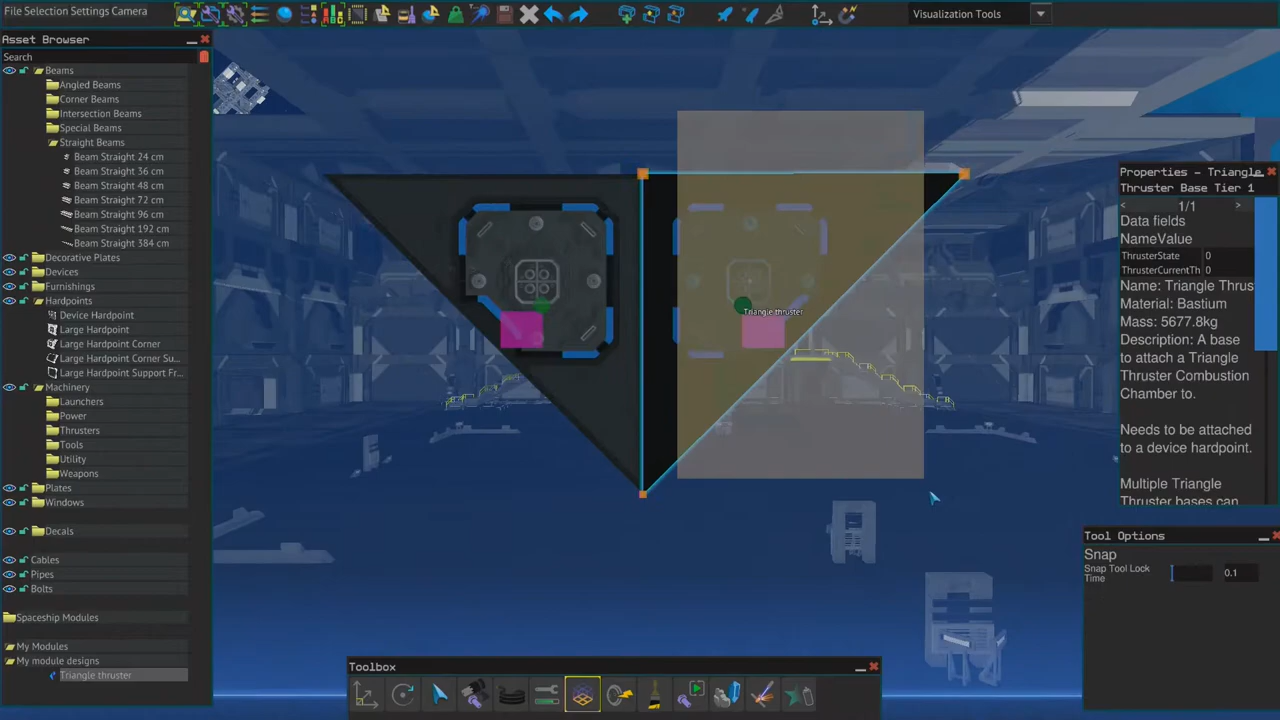 File Selection Settings Camera
Visualization Tools
Asset Browser
Search
Beams
Angled Beams
Corner Beams
Intersection Beams
Special Beams
Straight Beams
Beam Straight 24 cm
Beam Straight 36 cm
Beam Straight 48 cm
Beam Straight 72 cm
Beam Straight 96 cm
Beam Straight 192 cm
Beam Straight 384 cm
Decorative Plates
Devices
Furnishings
Hardpoints
Device Hardpoint
Large Hardpoint
Large Hardpoint Corner
Large Hardpoint Corner Su...
Large Hardpoint Support Fr...
Machinery
Launchers
Power
Thrusters
Tools
Utility
Weapons
Plates
Windows
Decals
Cables
Pipes
Bolts
Spaceship Modules
My Modules
My module designs
Triangle thruster
Triangle thruster
Properties - Triangle
Thruster Base Tier 1
< 1/1 >
Data fields
NameValue
ThrusterState 0
ThrusterCurrentTh 0
Name: Triangle Thrus
Material: Bastium
Mass: 5677.8kg
Description: A base
to attach a Triangle
Thruster Combustion
Chamber to.
Needs to be attached
to a device hardpoint.
Multiple Triangle
Thruster bases can
Tool Options
Snap
Snap Tool Lock
Time
0.1
Toolbox